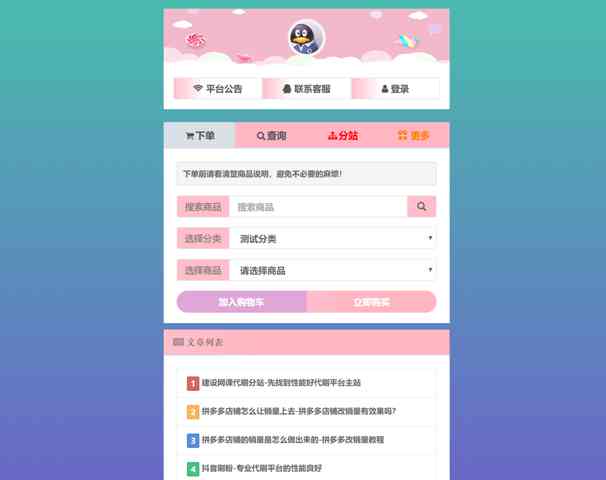 平台公告 联系客服 登录
下单 查询 分站 更多
下单前请看清楚商品说明，避免不必要的麻烦！
搜索商品 搜索商品
选择分类 测试分类
选择商品 请选择商品
加入购物车 立即购买
文章列表
1 建设网课代刷分站-先找到性能好代刷平台主站
2 拼多多店铺怎么让销量上去-拼多多店铺改销量有效果吗?
3 拼多多店铺的销量是怎么做出来的-拼多多改销量教程
4 抖音刷粉-专业代刷平台的性能良好